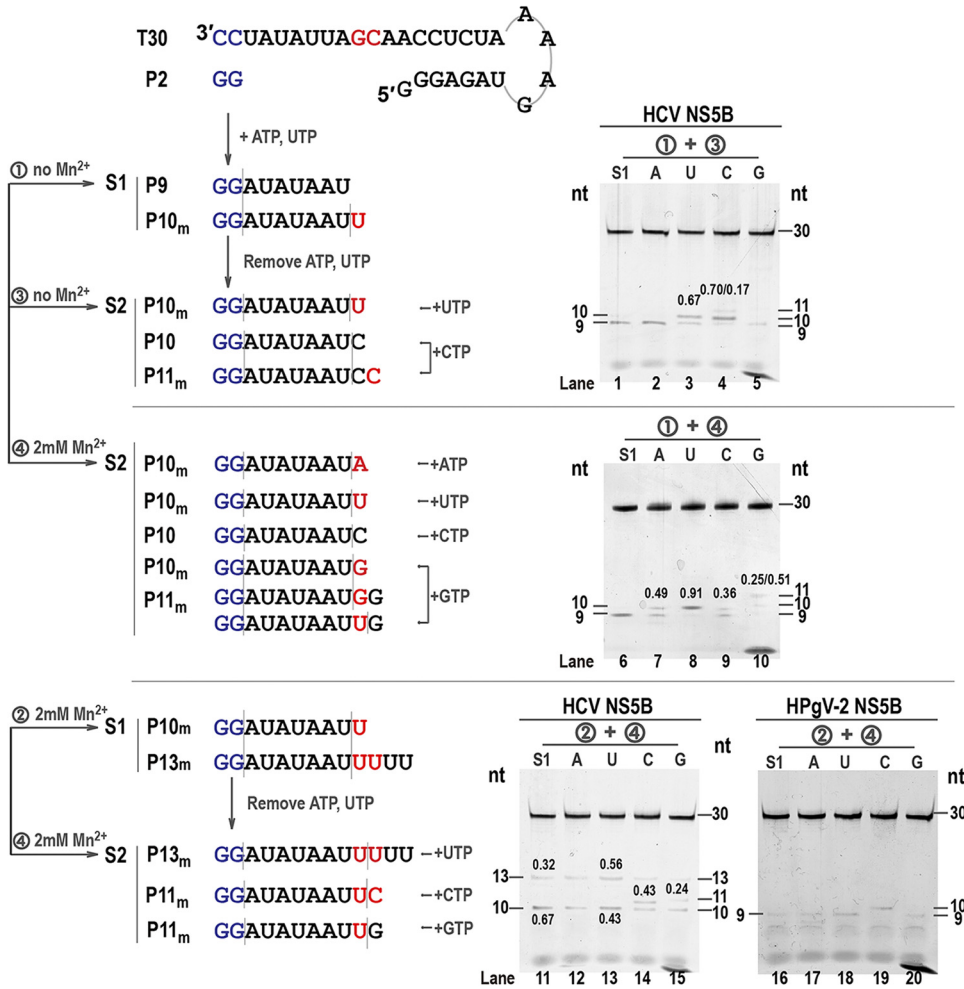 T30 3′CCUAUAUUAGCAACCUCUA A A A G
P2 GG 5′GGGAGAU
+ ATP, UTP
① no Mn2+ S1 P9 GGAUAUAAU
P10m GGAUAUAAUU
Remove ATP, UTP
③ no Mn2+ S2 P10m GGAUAUAAUU ←+UTP
P10 GGAUAUAAUC
+CTP
P11m GGAUAUAAUCC
HCV NS5B
① + ③
S1 A U C G
nt nt
30
0.70/0.17
0.67
10 11
9 10
9
Lane 1 2 3 4 5
④ 2mM Mn2+ S2 P10m GGAUAUAAUA ←+ATP
P10m GGAUAUAAUU ←+UTP
P10 GGAUAUAAUC ←+CTP
P10m GGAUAUAAUG
P11m GGAUAUAAUGG +GTP
GGAUAUAAUUG
① + ④
S1 A U C G
nt nt
30
0.25/0.51
0.49 0.91 0.36
10 11
9 10
9
Lane 6 7 8 9 10
② 2mM Mn2+ S1 P10m GGAUAUAAUU
P13m GGAUAUAAUUUUU
Remove ATP, UTP
④ 2mM Mn2+ S2 P13m GGAUAUAAUUUUU ←+UTP
P11m GGAUAUAAUUC ←+CTP
P11m GGAUAUAAUUG ←+GTP
HCV NS5B
② + ④
S1 A U C G
nt nt
30
0.32 0.56
13 13
0.43 0.24
11
10 10
0.67 0.43
Lane 11 12 13 14 15
HPgV-2 NS5B
② + ④
S1 A U C G
30
10
9 9
16 17 18 19 20